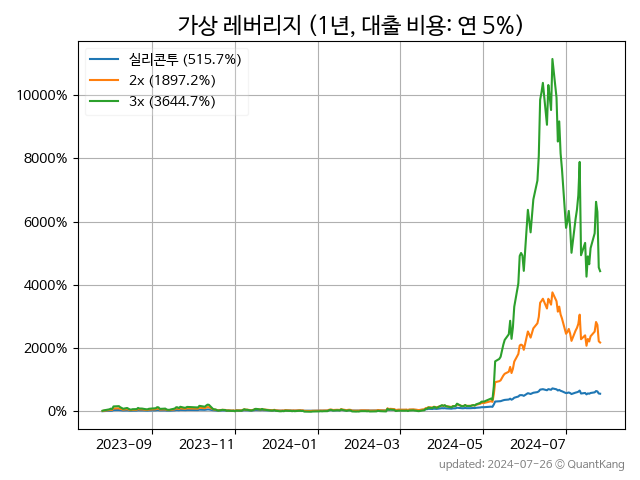 가상 레버리지 (1년, 대출 비용: 연 5%)
실리콘투 (515.7%)
2x (1897.2%)
3x (3644.7%)
10000%
8000%
6000%
4000%
2000%
0%
2023-09 2023-11 2024-01 2024-03 2024-05 2024-07
updated: 2024-07-26 © QuantKang